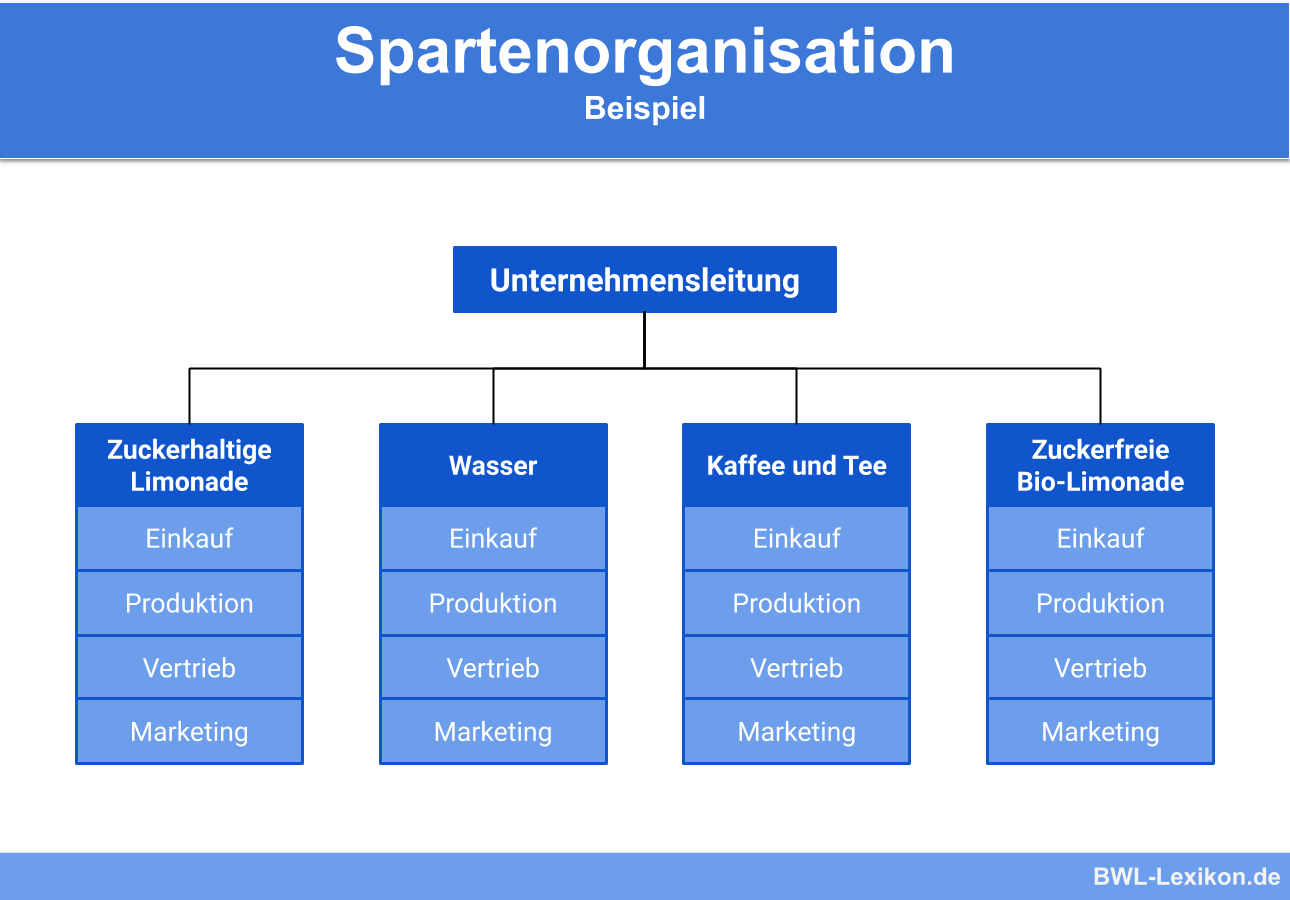 Spartenorganisation
Beispiel
Unternehmensleitung
Zuckerhaltige
Limonade
Einkauf
Produktion
Vertrieb
Marketing
Wasser
Einkauf
Produktion
Vertrieb
Marketing
Kaffee und Tee
Einkauf
Produktion
Vertrieb
Marketing
Zuckerfreie
Bio-Limonade
Einkauf
Produktion
Vertrieb
Marketing
BWL-Lexikon.de